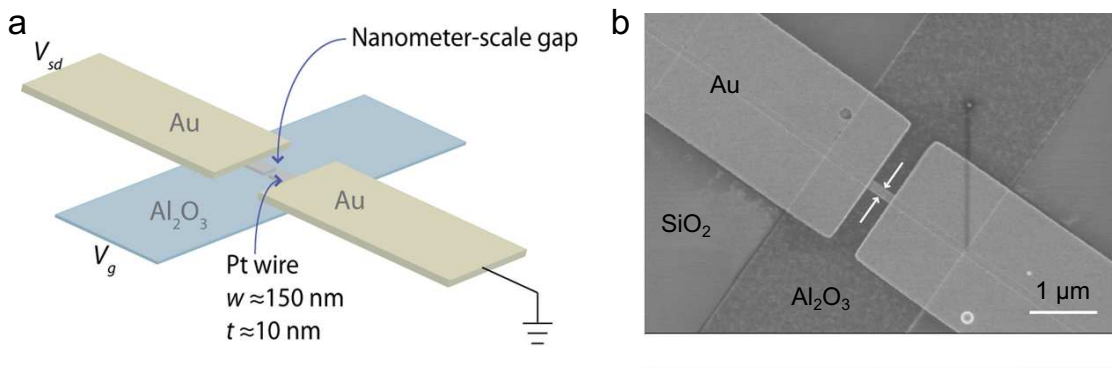 a
V_sd
Nanometer-scale gap
Au
Au
Al₂O₃
V_g
Pt wire
w ≈150 nm
t ≈10 nm
b
Au
SiO₂
Al₂O₃
1 μm